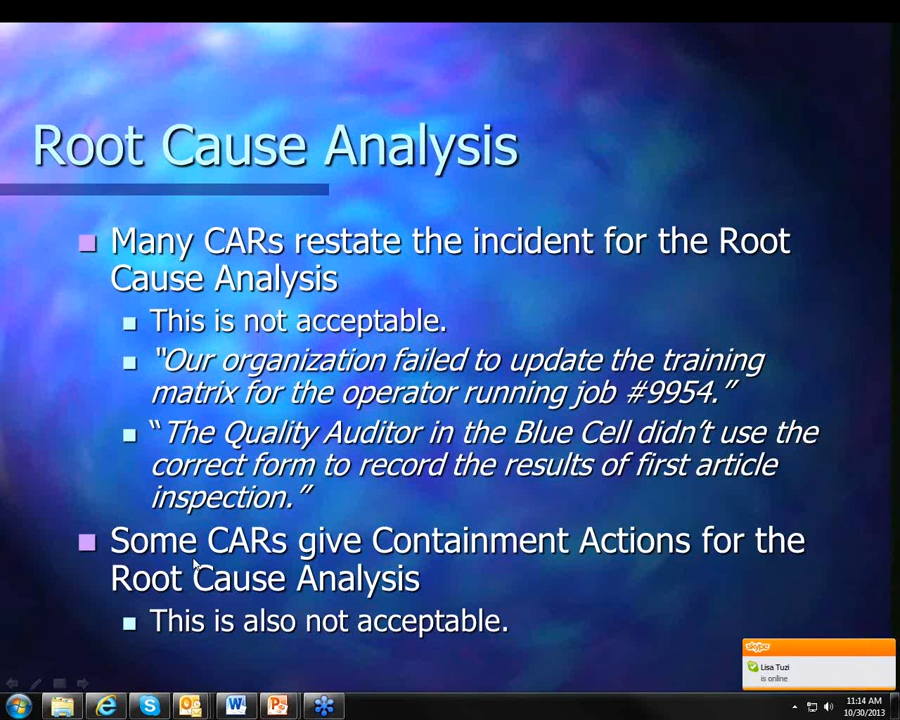 Root Cause Analysis
Many CARs restate the incident for the Root
Cause Analysis
This is not acceptable.
"Our organization failed to update the training
matrix for the operator running job #9954."
"The Quality Auditor in the Blue Cell didn't use the
correct form to record the results of first article
inspection."
Some CARs give Containment Actions for the
Root Cause Analysis
This is also not acceptable.
skype
Lisa Tuzi
is online
11:14 AM
10/30/2013